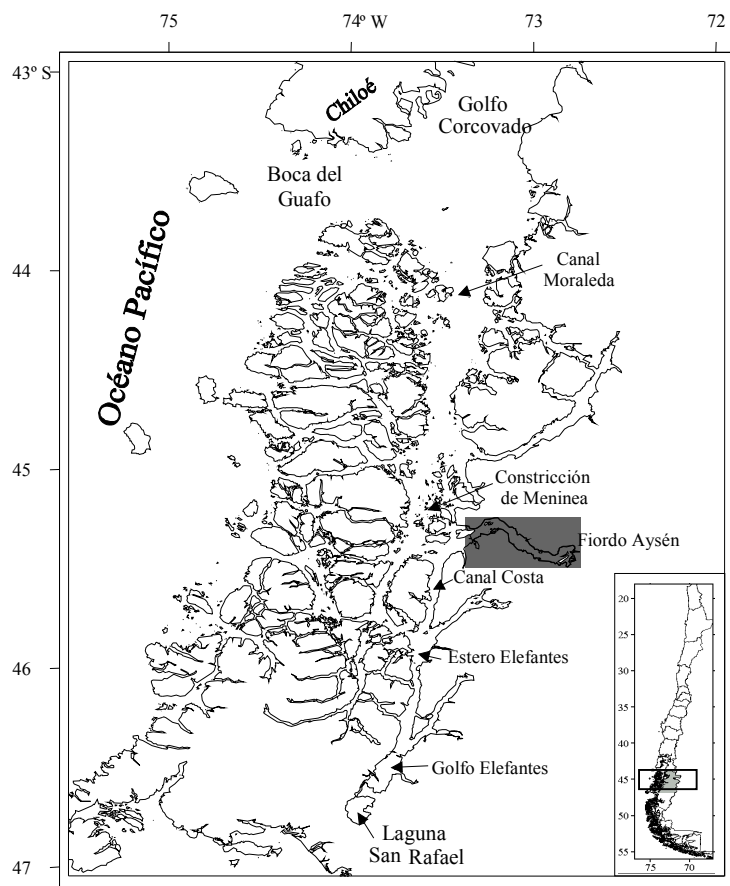 75
74º W
73
72
43º S
Chiloé
Golfo
Corcovado
Boca del
Guafo
Océano Pacífico
44
Canal
Moraleda
45
Constricción
de Meninea
Fiordo Aysén
Canal Costa
46
Estero Elefantes
Golfo Elefantes
Laguna
San Rafael
47
20
25
30
35
40
45
50
55
75
70